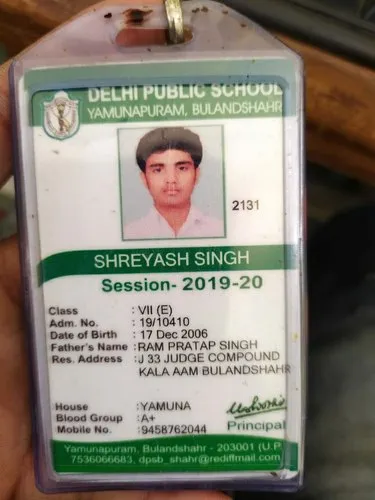 DELHI PUBLIC SCHOOL
YAMUNAPURAM, BULANDSHAHR
2131
SHREYASH SINGH
Session- 2019-20
Class : VII (E)
Adm. No. : 19/10410
Date of Birth : 17 Dec 2006
Father's Name : RAM PRATAP SINGH
Res. Address : J 33 JUDGE COMPOUND
KALA AAM BULANDSHAHR
House : YAMUNA
Blood Group : A+
Mobile No. : 9458762044
Principal
Yamunapuram, Bulandshahr - 203001 (U.P.
7536066683, dpsb_shahr@rediffmail.com